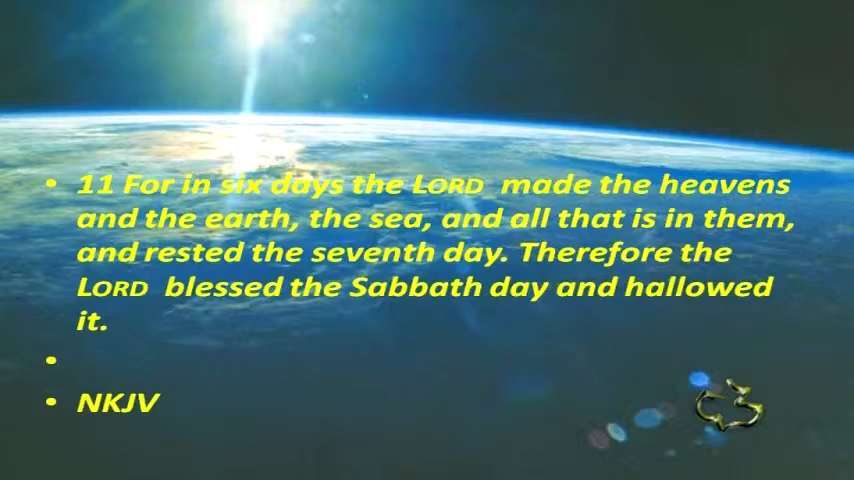 • 11 For in six days the LORD made the heavens
and the earth, the sea, and all that is in them,
and rested the seventh day. Therefore the
LORD blessed the Sabbath day and hallowed
it.
•
• NKJV